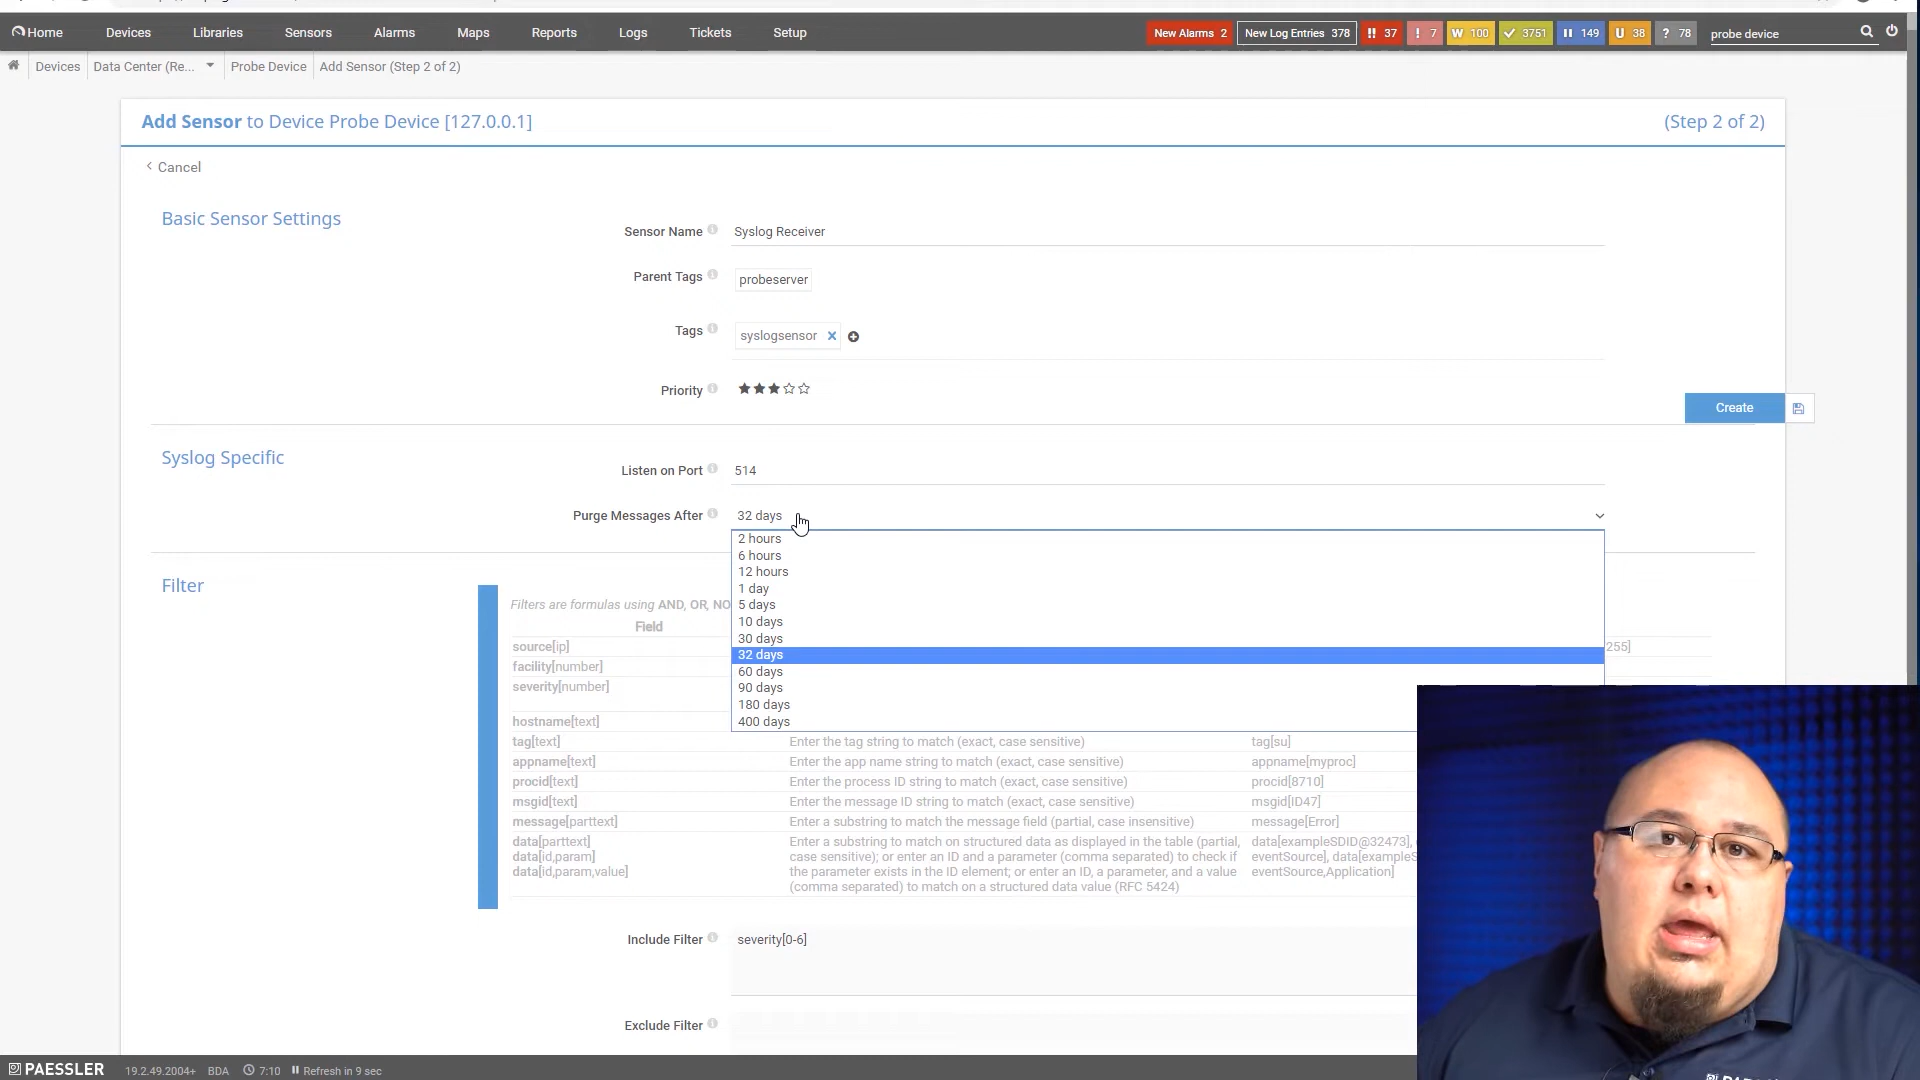 Home Devices Libraries Sensors Alarms Maps Reports Logs Tickets Setup New Alarms 2 New Log Entries 378 !! 37 ! 7 W 100 3751 149 U 38 ? 78 probe device
Devices Data Center (Re... Probe Device Add Sensor (Step 2 of 2)
Add Sensor to Device Probe Device [127.0.0.1] (Step 2 of 2)
< Cancel
Basic Sensor Settings
Sensor Name Syslog Receiver
Parent Tags probeserver
Tags syslogsensor
Priority
Create
Syslog Specific
Listen on Port 514
Purge Messages After 32 days
2 hours
6 hours
12 hours
1 day
5 days
10 days
30 days
32 days
60 days
90 days
180 days
400 days
Filter
Filters are formulas using AND, OR, NO
Field
source[ip] 255]
facility[number]
severity[number]
hostname[text]
tag[text] Enter the tag string to match (exact, case sensitive) tag[su]
appname[text] Enter the app name string to match (exact, case sensitive) appname[myproc]
procid[text] Enter the process ID string to match (exact, case sensitive) procid[8710]
msgid[text] Enter the message ID string to match (exact, case sensitive) msgid[ID47]
message[parttext] Enter a substring to match the message field (partial, case insensitive) message[Error]
data[parttext] Enter a substring to match on structured data as displayed in the table (partial, data[exampleSDID@32473],
data[id,param] case sensitive); or enter an ID and a parameter (comma separated) to check if eventSource], data[exampleS
data[id,param,value] the parameter exists in the ID element; or enter an ID, a parameter, and a value eventSource,Application]
(comma separated) to match on a structured data value (RFC 5424)
Include Filter severity[0-6]
Exclude Filter
PAESSLER 19.2.49.2004+ BDA 7:10 Refresh in 9 sec